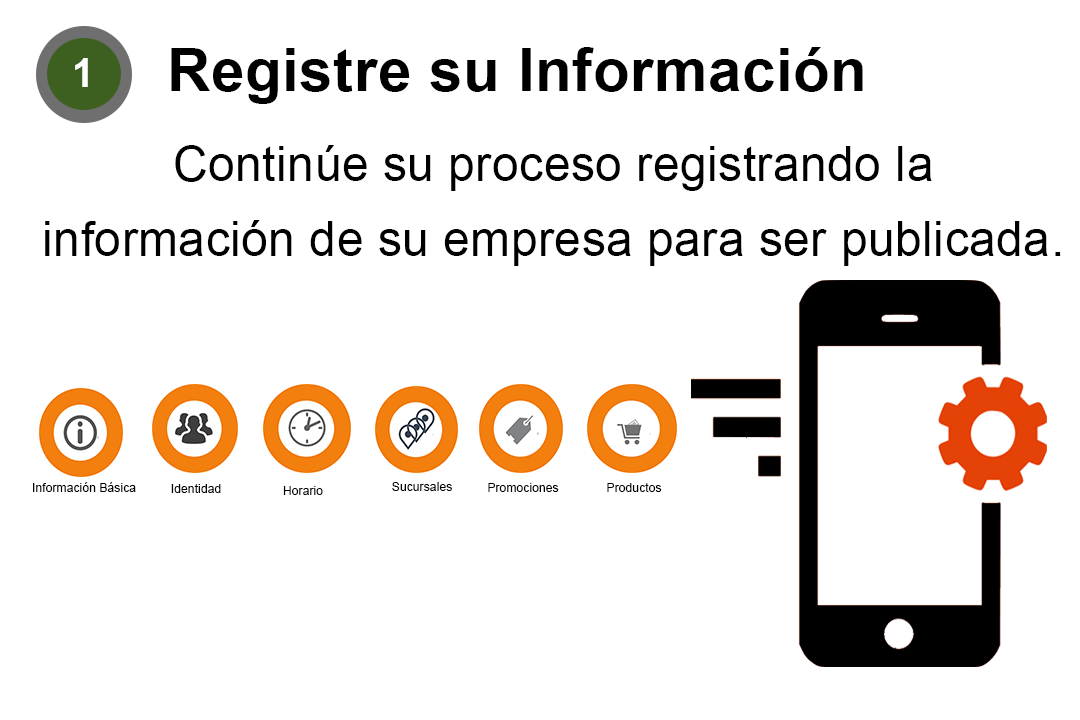 1
Registre su Información
Continúe su proceso registrando la
información de su empresa para ser publicada.
Información Básica
Identidad
Horario
Sucursales
Promociones
Productos